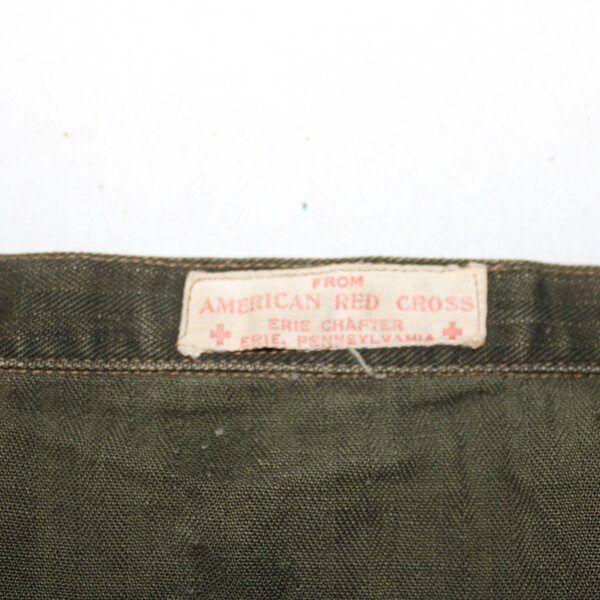 FROM
AMERICAN RED CROSS
ERIE CHAPTER
ERIE, PENNSYLVANIA